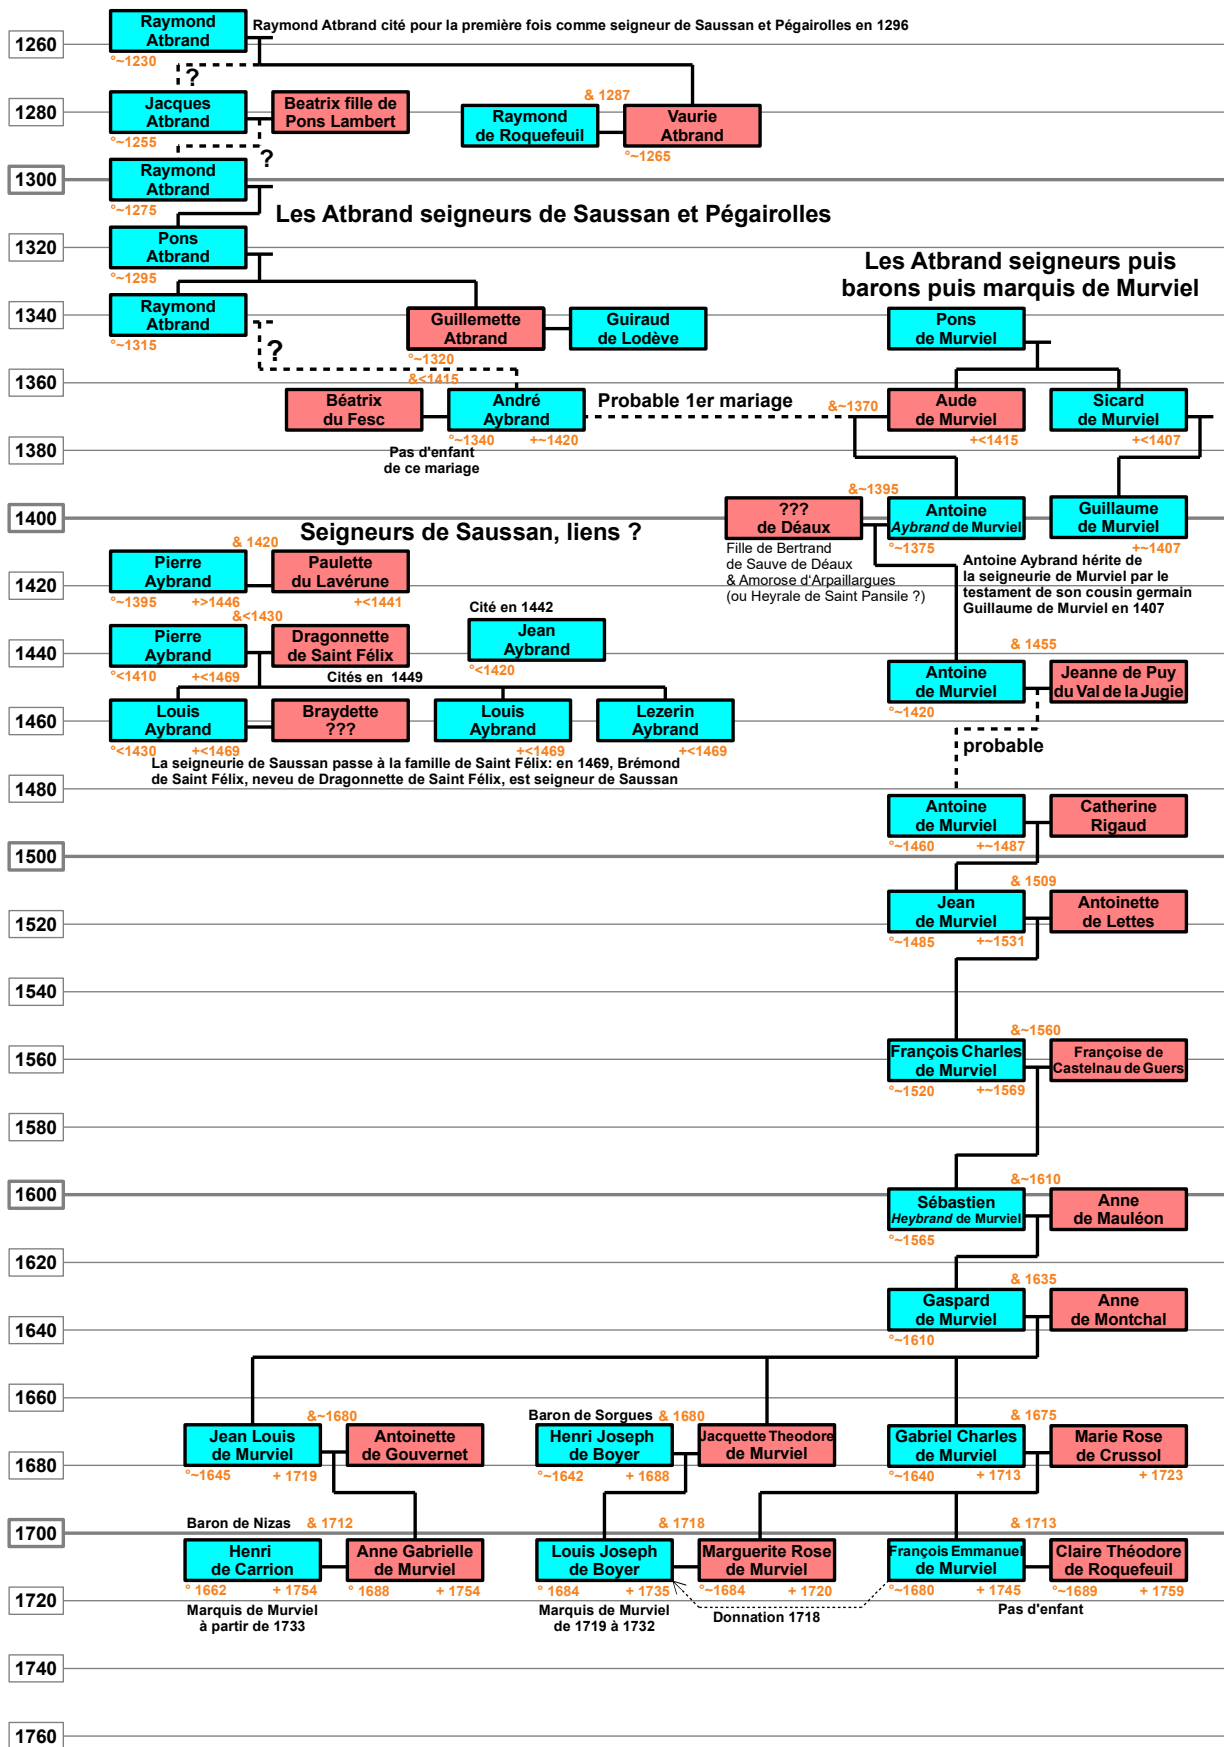 Raymond
Atbrand
°~1230
Raymond Atbrand cité pour la première fois comme seigneur de Saussan et Pégairolles en 1296
1260
?
Jacques
Atbrand
°~1255
Beatrix fille de
Pons Lambert
& 1287
Raymond
de Roquefeuil
Vaurie
Atbrand
°~1265
1280
?
Raymond
Atbrand
°~1275
1300
Les Atbrand seigneurs de Saussan et Pégairolles
Pons
Atbrand
°~1295
1320
Les Atbrand seigneurs puis
barons puis marquis de Murviel
Raymond
Atbrand
°~1315
?
Guillemette
Atbrand
°~1320
Guiraud
de Lodève
Pons
de Murviel
1340
1360
&<1415
Béatrix
du Fesc
André
Aybrand
°~1340
+~1420
Pas d'enfant
de ce mariage
Probable 1er mariage
&~1370
Aude
de Murviel
+<1415
Sicard
de Murviel
+<1407
1380
&~1395
???
de Déaux
Fille de Bertrand
de Sauve de Déaux
& Amorose d'Arpaillargues
(ou Heyrale de Saint Pansile ?)
Antoine
Aybrand de Murviel
°~1375
Guillaume
de Murviel
+~1407
Antoine Aybrand hérite de
la seigneurie de Murviel par le
testament de son cousin germain
Guillaume de Murviel en 1407
1400
Seigneurs de Saussan, liens ?
& 1420
Pierre
Aybrand
°~1395
+>1446
Paulette
du Lavérune
+<1441
1420
&<1430
Pierre
Aybrand
°<1410
+<1469
Dragonnette
de Saint Félix
Cité en 1442
Jean
Aybrand
°<1420
1440
Cités en 1449
Louis
Aybrand
°<1430
+<1469
Braydette
???
Louis
Aybrand
+<1469
Lezerin
Aybrand
+<1469
& 1455
Antoine
de Murviel
°~1420
Jeanne de Puy
du Val de la Jugie
1460
probable
La seigneurie de Saussan passe à la famille de Saint Félix: en 1469, Brémond
de Saint Félix, neveu de Dragonnette de Saint Félix, est seigneur de Saussan
1480
Antoine
de Murviel
°~1460
+~1487
Catherine
Rigaud
1500
& 1509
Jean
de Murviel
°~1485
+~1531
Antoinette
de Lettes
1520
1540
&~1560
François Charles
de Murviel
°~1520
+~1569
Françoise de
Castelnau de Guers
1560
1580
1600
&~1610
Sébastien
Heybrand de Murviel
°~1565
Anne
de Mauléon
1620
& 1635
Gaspard
de Murviel
°~1610
Anne
de Montchal
1640
1660
&~1680
Jean Louis
de Murviel
°~1645
+ 1719
Antoinette
de Gouvernet
Baron de Sorgues
& 1680
Henri Joseph
de Boyer
°~1642
+ 1688
Jacquette Theodore
de Murviel
& 1675
Gabriel Charles
de Murviel
°~1640
+ 1713
Marie Rose
de Crussol
+ 1723
1680
1700
Baron de Nizas
& 1712
Henri
de Carrion
° 1662
+ 1754
Marquis de Murviel
à partir de 1733
Anne Gabrielle
de Murviel
° 1688
+ 1754
& 1718
Louis Joseph
de Boyer
° 1684
+ 1735
Marquis de Murviel
de 1719 à 1732
Marguerite Rose
de Murviel
°~1684
+ 1720
Donnation 1718
& 1713
François Emmanuel
de Murviel
°~1680
+ 1745
Claire Théodore
de Roquefeuil
°~1689
+ 1759
Pas d'enfant
1720
1740
1760